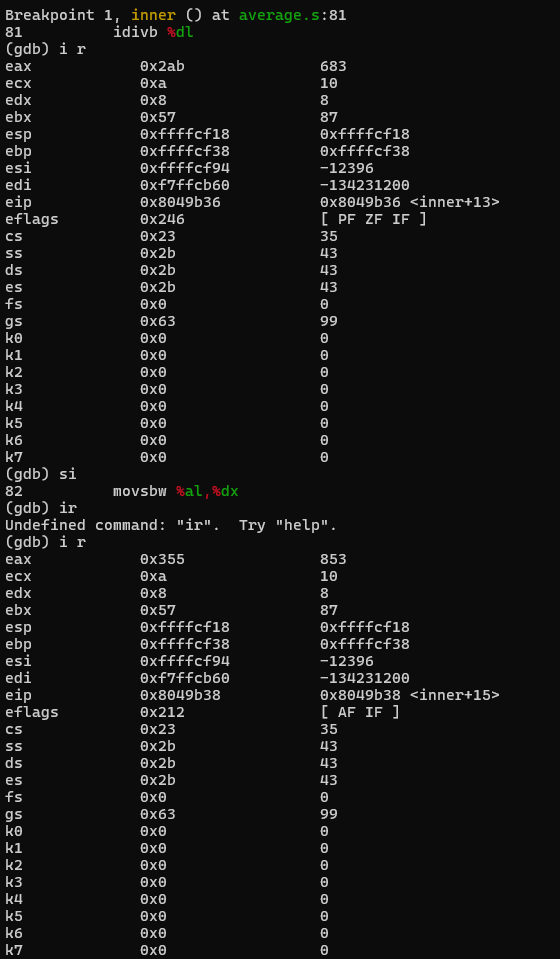 Breakpoint 1, inner () at average.s:81
81          idivb %dl
(gdb) i r
eax            0x2ab               683
ecx            0xa                 10
edx            0x8                 8
ebx            0x57                87
esp            0xffffcf18          0xffffcf18
ebp            0xffffcf38          0xffffcf38
esi            0xffffcf94          -12396
edi            0xf7ffcb60          -134231200
eip            0x8049b36           0x8049b36 <inner+13>
eflags         0x246               [ PF ZF IF ]
cs             0x23                35
ss             0x2b                43
ds             0x2b                43
es             0x2b                43
fs             0x0                 0
gs             0x63                99
k0             0x0                 0
k1             0x0                 0
k2             0x0                 0
k3             0x0                 0
k4             0x0                 0
k5             0x0                 0
k6             0x0                 0
k7             0x0                 0
(gdb) si
82          movsbw %al,%dx
(gdb) ir
Undefined command: "ir".  Try "help".
(gdb) i r
eax            0x355               853
ecx            0xa                 10
edx            0x8                 8
ebx            0x57                87
esp            0xffffcf18          0xffffcf18
ebp            0xffffcf38          0xffffcf38
esi            0xffffcf94          -12396
edi            0xf7ffcb60          -134231200
eip            0x8049b38           0x8049b38 <inner+15>
eflags         0x212               [ AF IF ]
cs             0x23                35
ss             0x2b                43
ds             0x2b                43
es             0x2b                43
fs             0x0                 0
gs             0x63                99
k0             0x0                 0
k1             0x0                 0
k2             0x0                 0
k3             0x0                 0
k4             0x0                 0
k5             0x0                 0
k6             0x0                 0
k7             0x0                 0